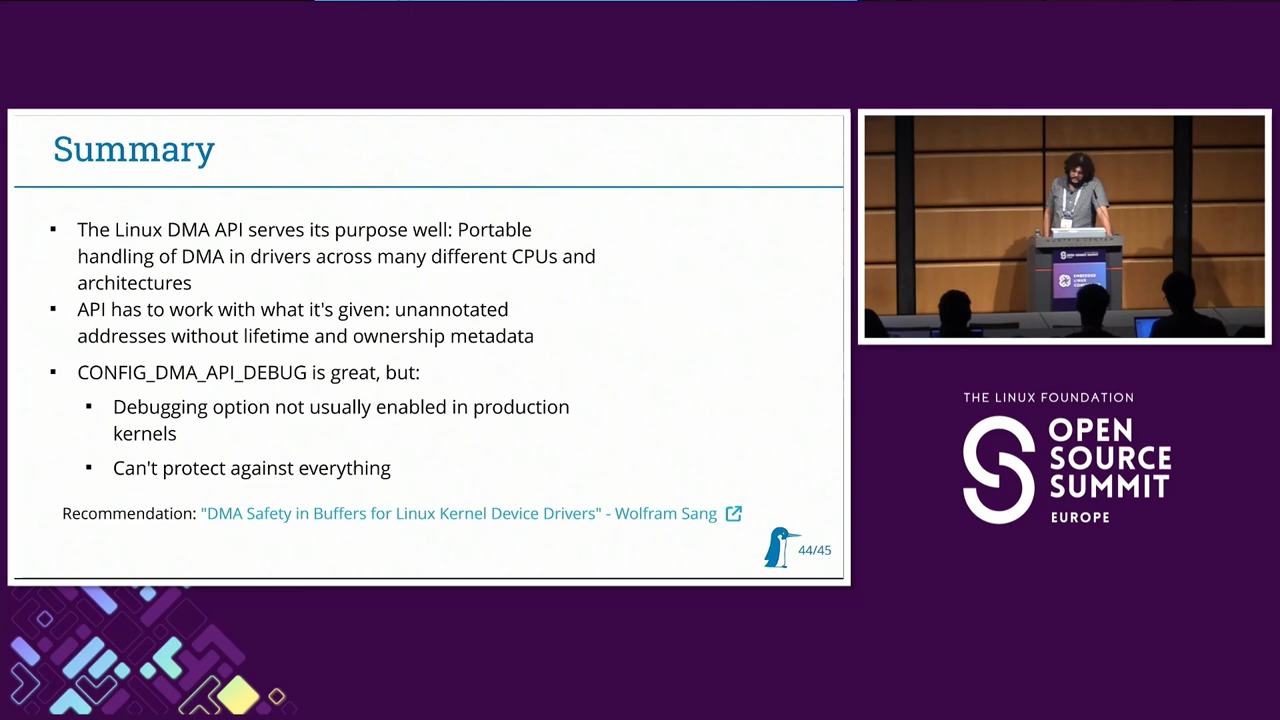 Summary
▪ The Linux DMA API serves its purpose well: Portable
handling of DMA in drivers across many different CPUs and
architectures
▪ API has to work with what it's given: unannotated
addresses without lifetime and ownership metadata
▪ CONFIG_DMA_API_DEBUG is great, but:
▪ Debugging option not usually enabled in production
kernels
▪ Can't protect against everything
Recommendation: "DMA Safety in Buffers for Linux Kernel Device Drivers" - Wolfram Sang
44/45
THE LINUX FOUNDATION
OPEN
SOURCE
SUMMIT
EUROPE